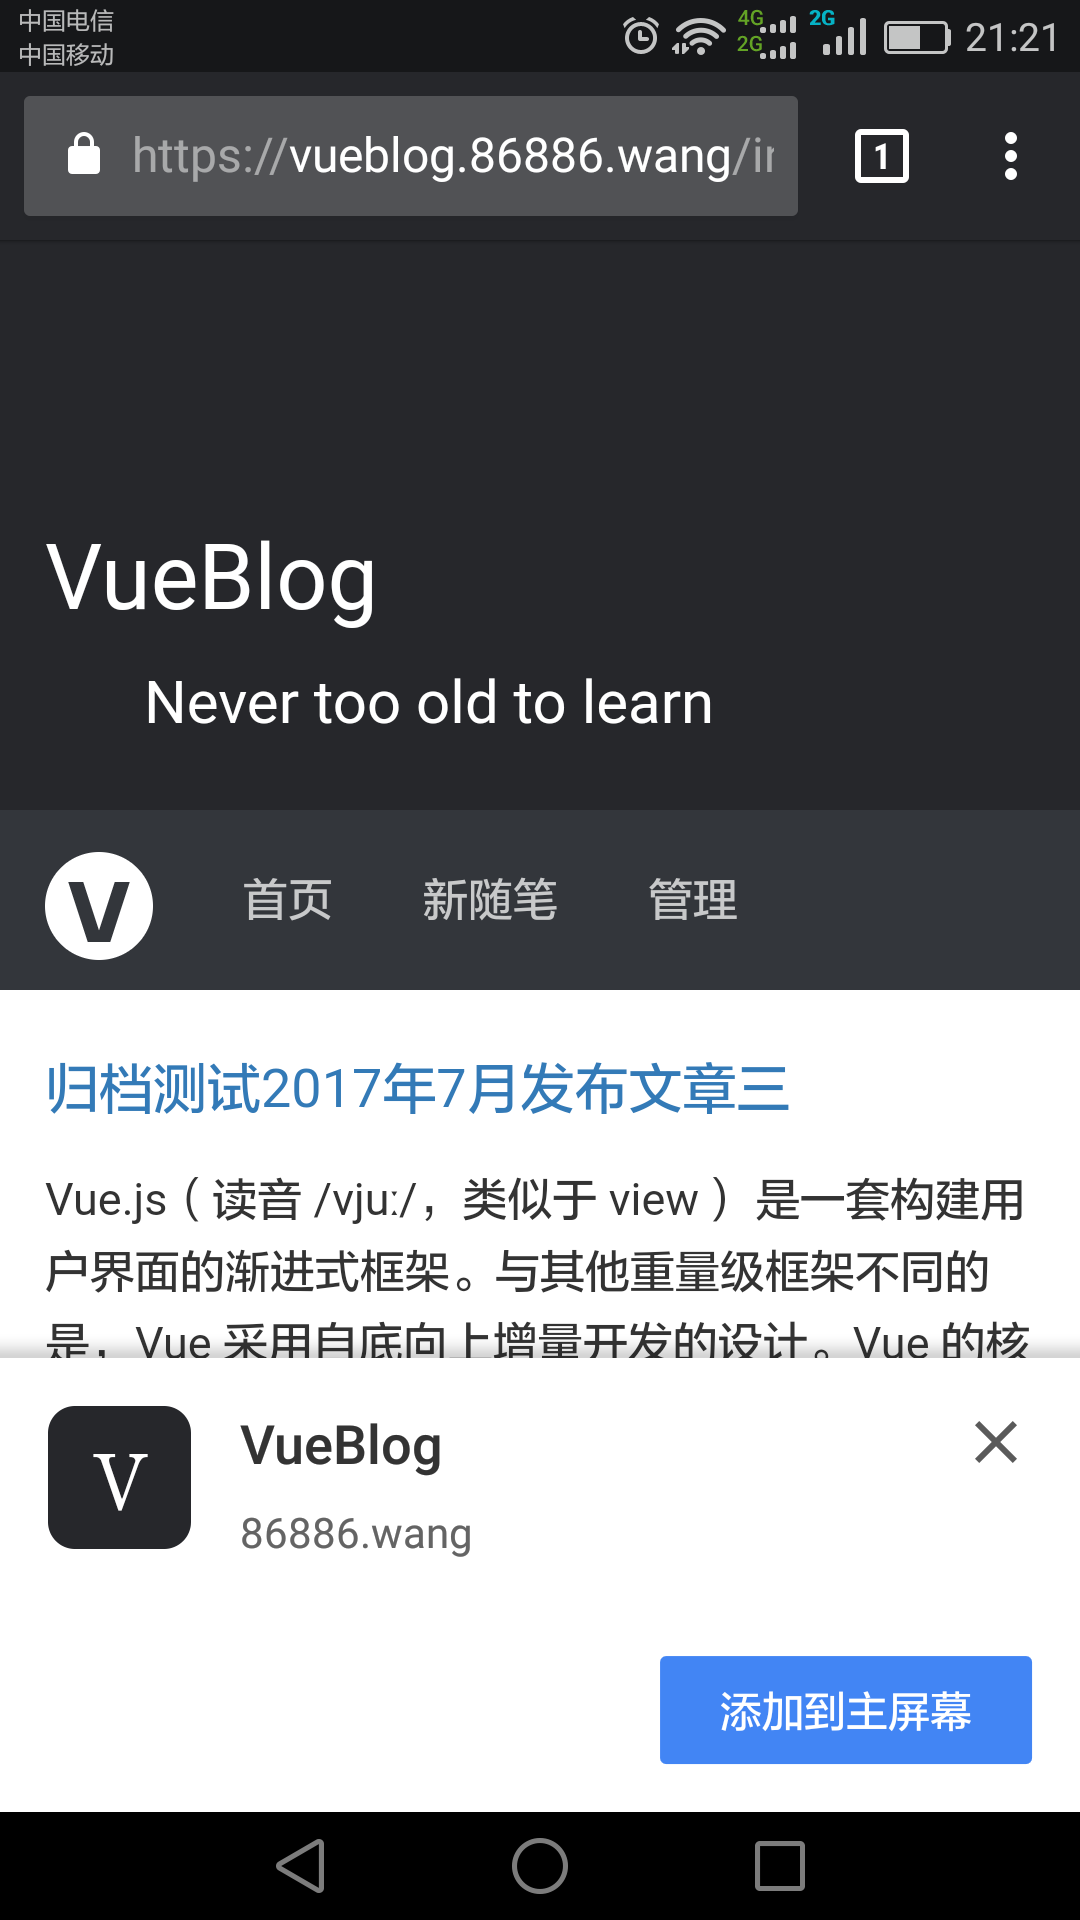 中国电信
中国移动
4G
2G
2G
21:21
https://vueblog.86886.wang/in
1
VueBlog
Never too old to learn
V
首页
新随笔
管理
归档测试2017年7月发布文章三
Vue.js（读音 /vjuː/，类似于 view）是一套构建用
户界面的渐进式框架。与其他重量级框架不同的
是，Vue 采用自底向上增量开发的设计。Vue 的核
V
VueBlog
86886.wang
添加到主屏幕